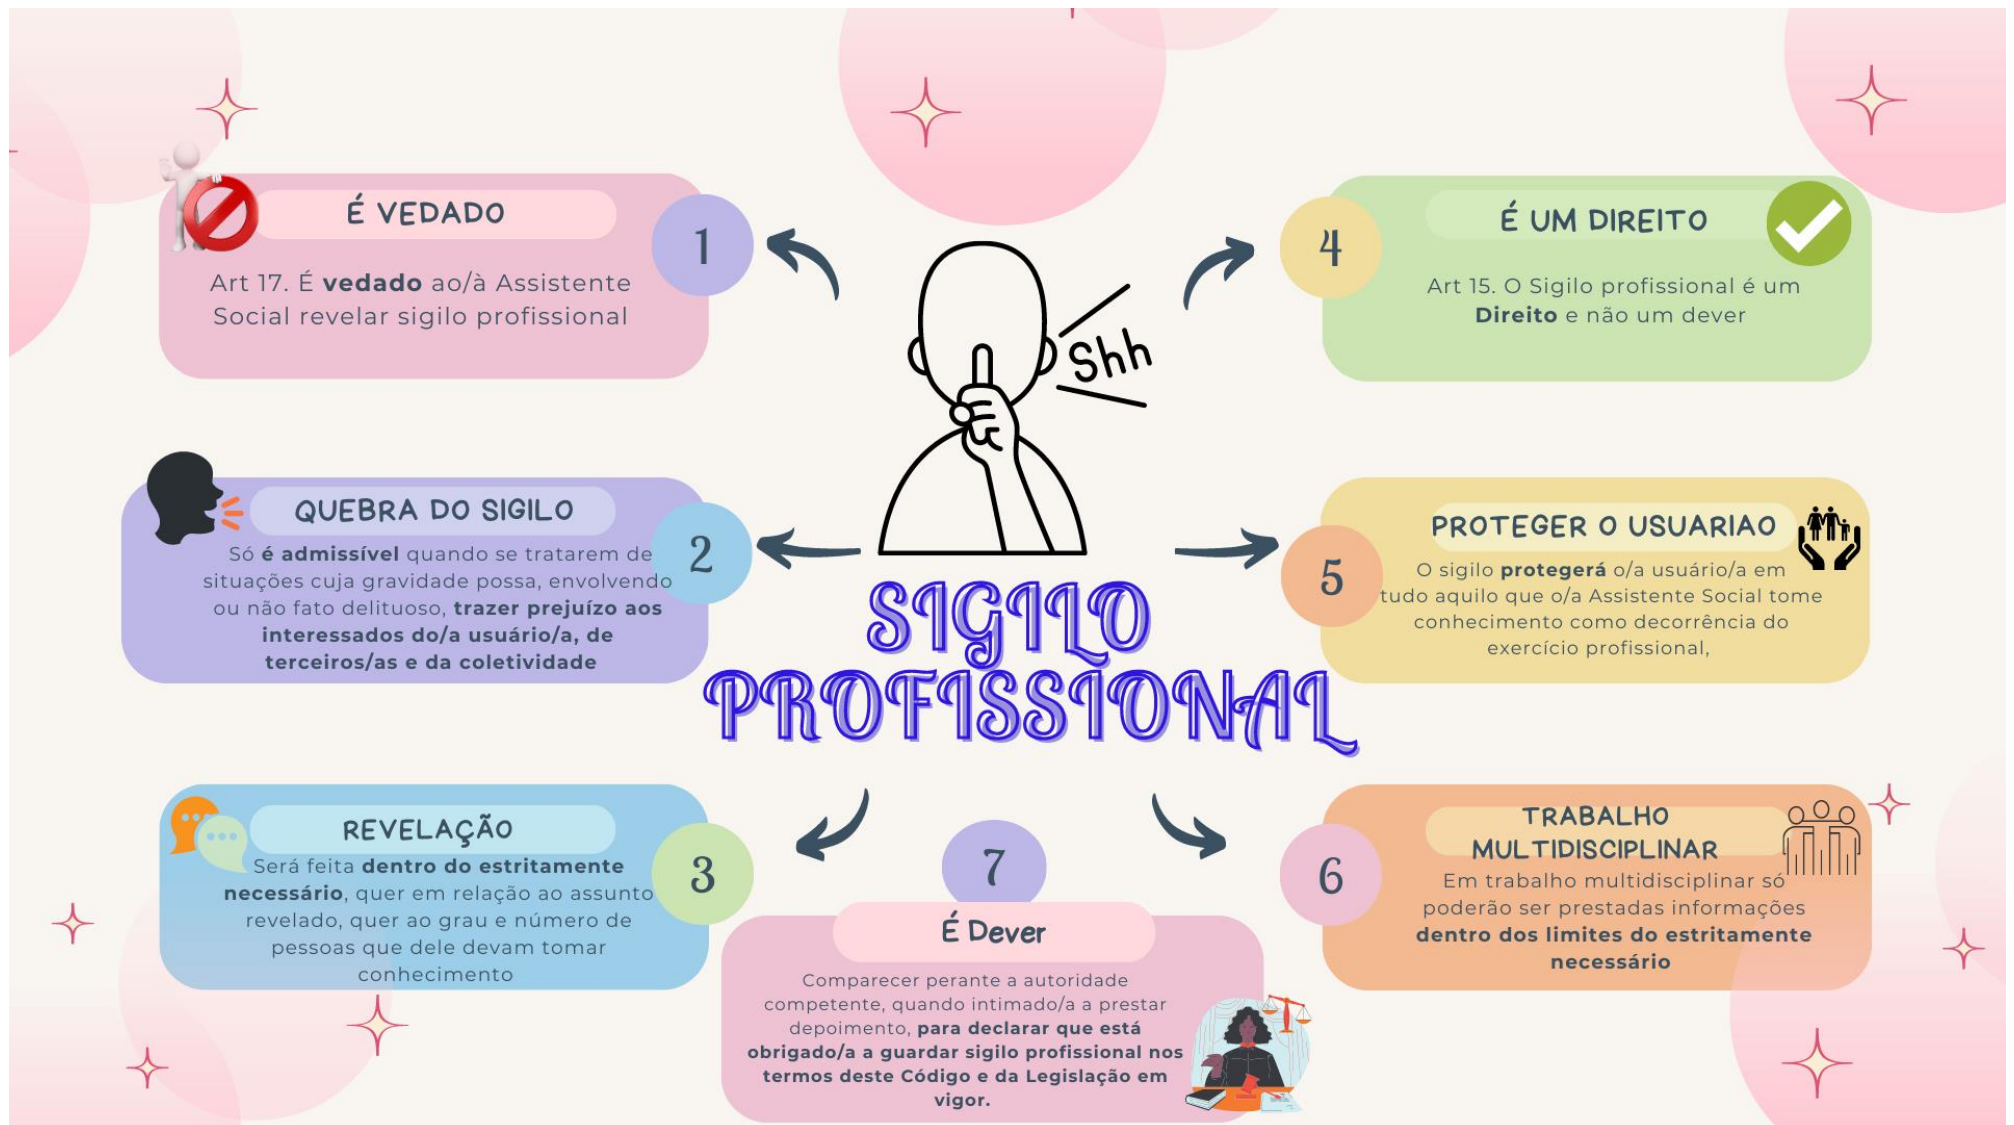 É VEDADO
1
Art 17. É vedado ao/à Assistente
Social revelar sigilo profissional
QUEBRA DO SIGILO
2
Só é admissível quando se tratarem de
situações cuja gravidade possa, envolvendo
ou não fato delituoso, trazer prejuízo aos
interessados do/a usuário/a, de
terceiros/as e da coletividade
REVELAÇÃO
3
Será feita dentro do estritamente
necessário, quer em relação ao assunto
revelado, quer ao grau e número de
pessoas que dele devam tomar
conhecimento
Shh
SIGILO
PROFISSIONAL
4
É UM DIREITO
Art 15. O Sigilo profissional é um
Direito e não um dever
5
PROTEGER O USUARIAO
O sigilo protegerá o/a usuário/a em
tudo aquilo que o/a Assistente Social tome
conhecimento como decorrência do
exercício profissional,
6
TRABALHO
MULTIDISCIPLINAR
Em trabalho multidisciplinar só
poderão ser prestadas informações
dentro dos limites do estritamente
necessário
7
É Dever
Comparecer perante a autoridade
competente, quando intimado/a a prestar
depoimento, para declarar que está
obrigado/a a guardar sigilo profissional nos
termos deste Código e da Legislação em
vigor.